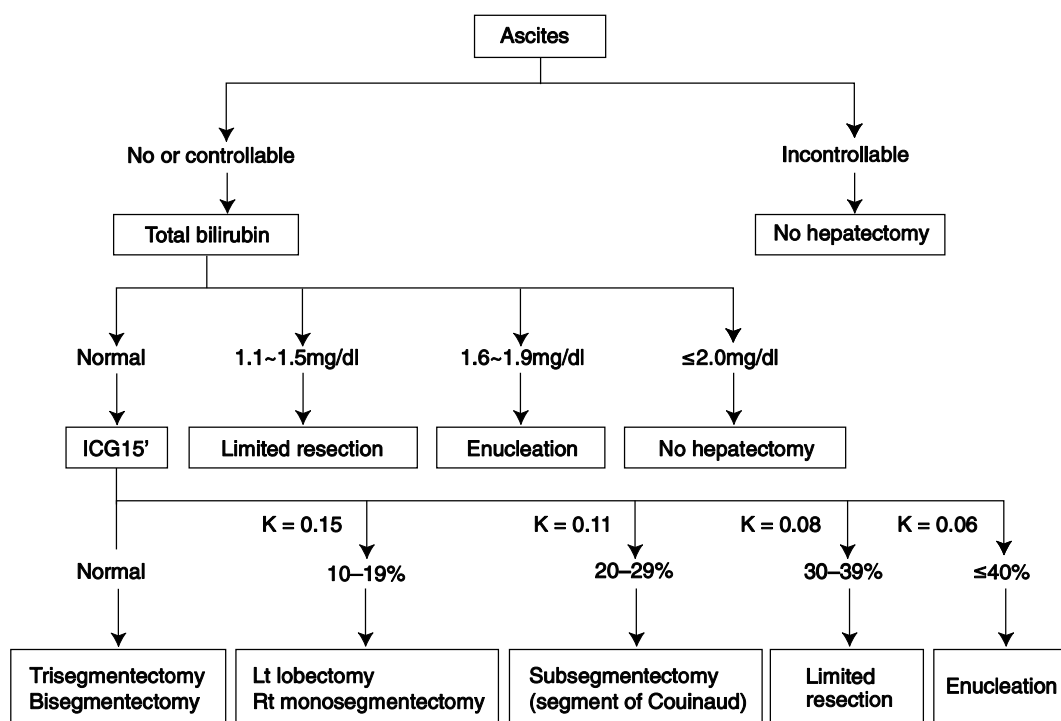 Ascites
No or controllable
Incontrollable
Total bilirubin
No hepatectomy
Normal
1.1~1.5mg/dl
1.6~1.9mg/dl
≤2.0mg/dl
ICG15’
Limited resection
Enucleation
No hepatectomy
K = 0.15
K = 0.11
K = 0.08
K = 0.06
Normal
10–19%
20–29%
30–39%
≤40%
Trisegmentectomy
Bisegmentectomy
Lt lobectomy
Rt monosegmentectomy
Subsegmentectomy
(segment of Couinaud)
Limited
resection
Enucleation